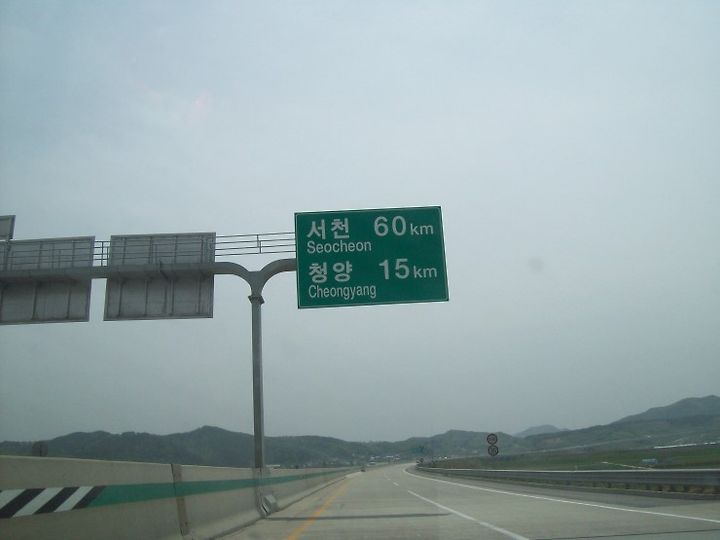 서천 60km
Seocheon
청양 15km
Cheongyang